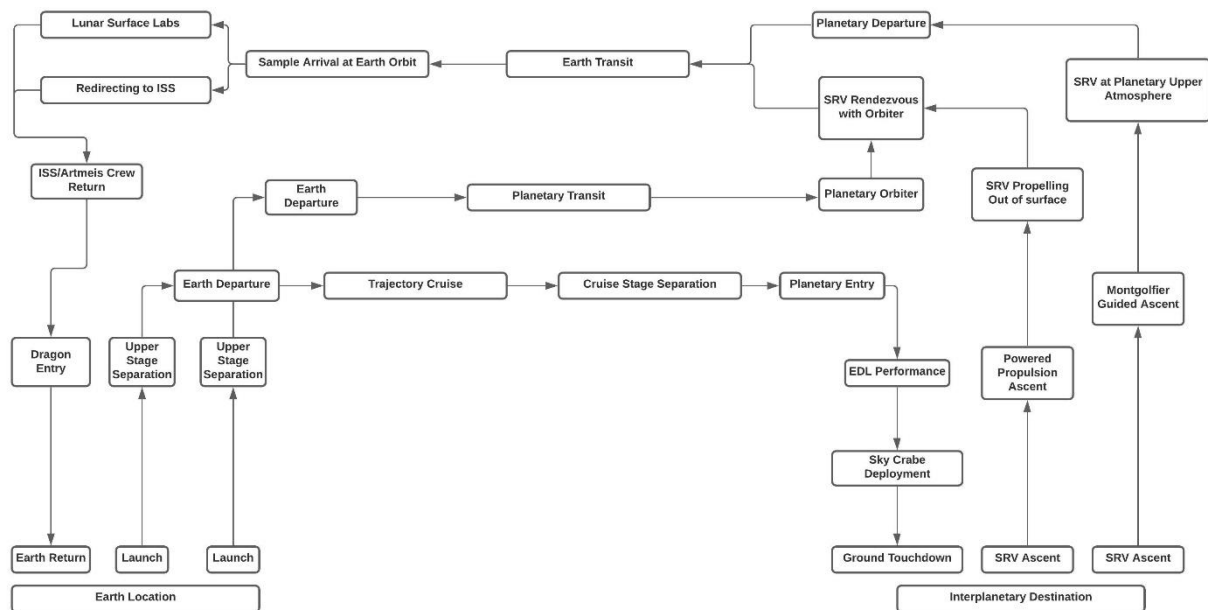 Lunar Surface Labs
Planetary Departure
Sample Arrival at Earth Orbit
Earth Transit
Redirecting to ISS
SRV at Planetary Upper
Atmosphere
SRV Rendezvous
with Orbiter
ISS/Artmeis Crew
Return
Earth
Departure
Planetary Transit
Planetary Orbiter
SRV Propelling
Out of surface
Earth Departure
Trajectory Cruise
Cruise Stage Separation
Planetary Entry
Montgolfier
Guided Ascent
Dragon
Entry
Upper
Stage
Separation
Upper
Stage
Separation
EDL Performance
Powered
Propulsion
Ascent
Sky Crabe
Deployment
Earth Return
Launch
Launch
Ground Touchdown
SRV Ascent
SRV Ascent
Earth Location
Interplanetary Destination